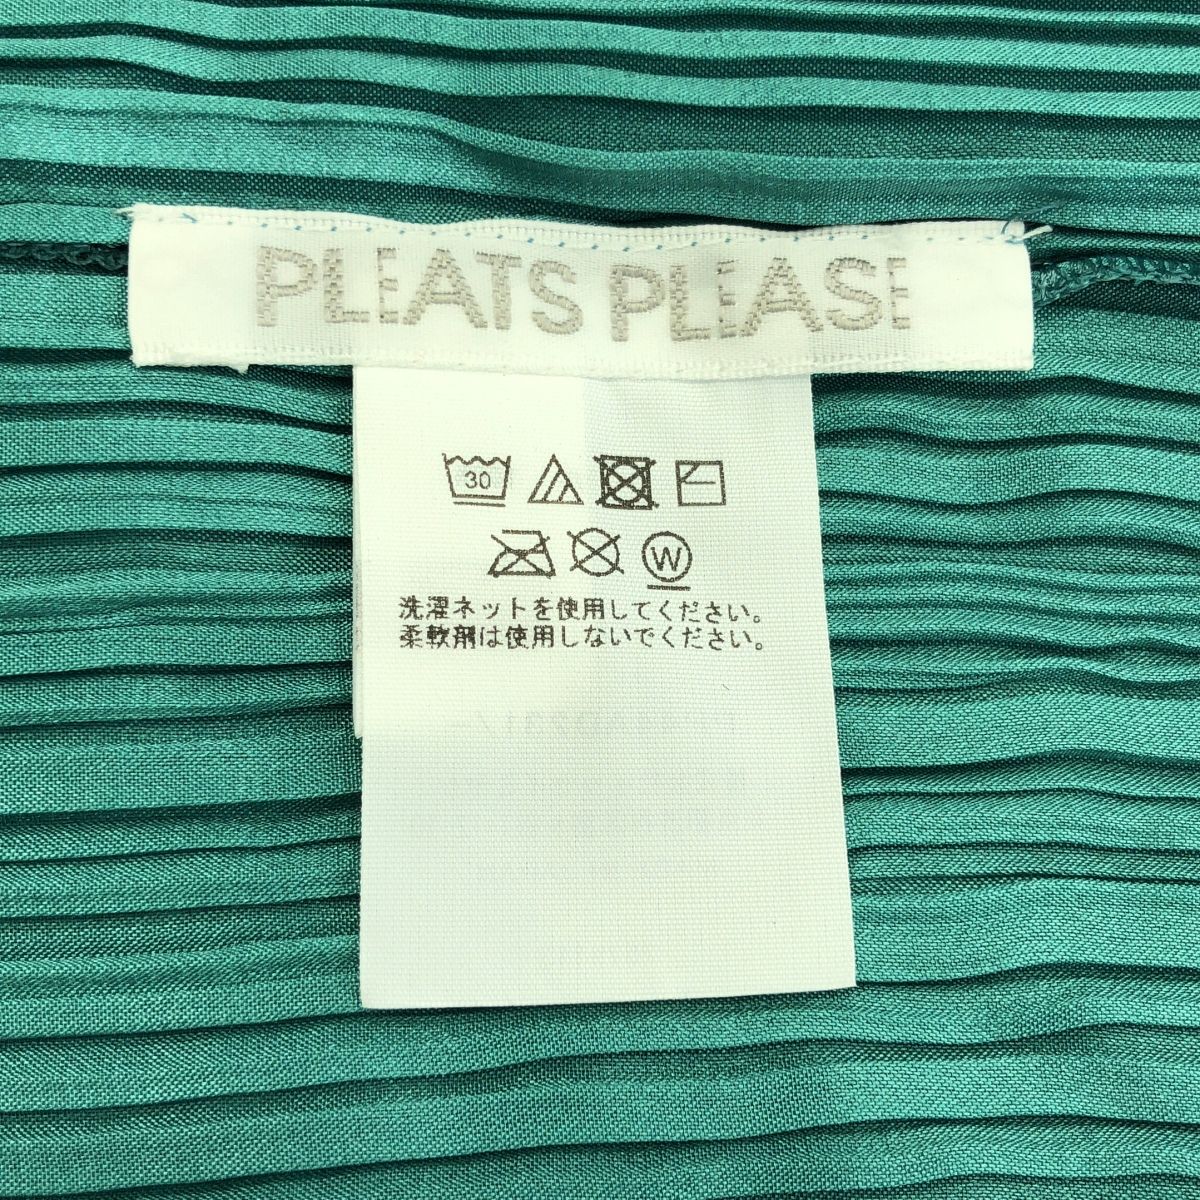 PLEATS PLEASE
30
W
洗濯ネットを使用してください。
柔軟剤は使用しないでください。